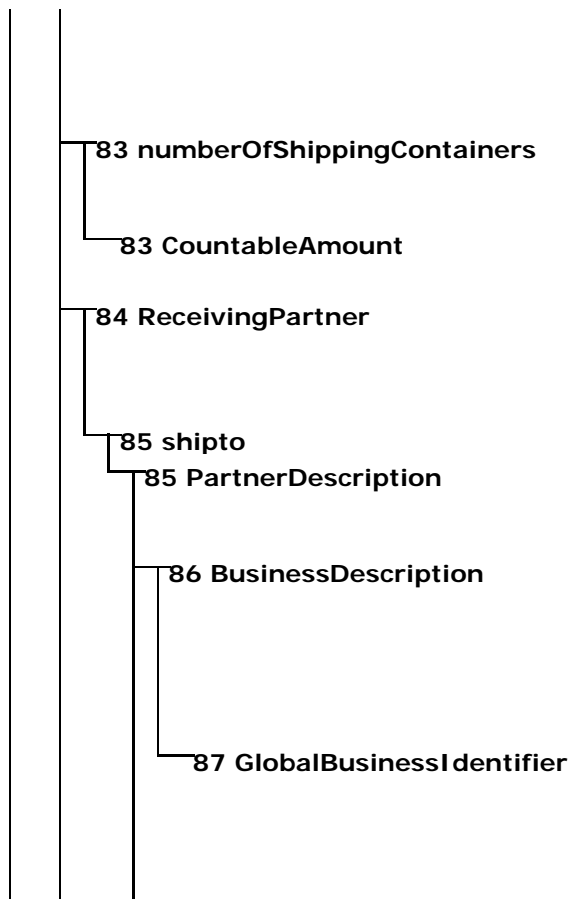 83 numberOfShippingContainers
83 CountableAmount
84 ReceivingPartner
85 shipto
85 PartnerDescription
86 BusinessDescription
87 GlobalBusinessIdentifier